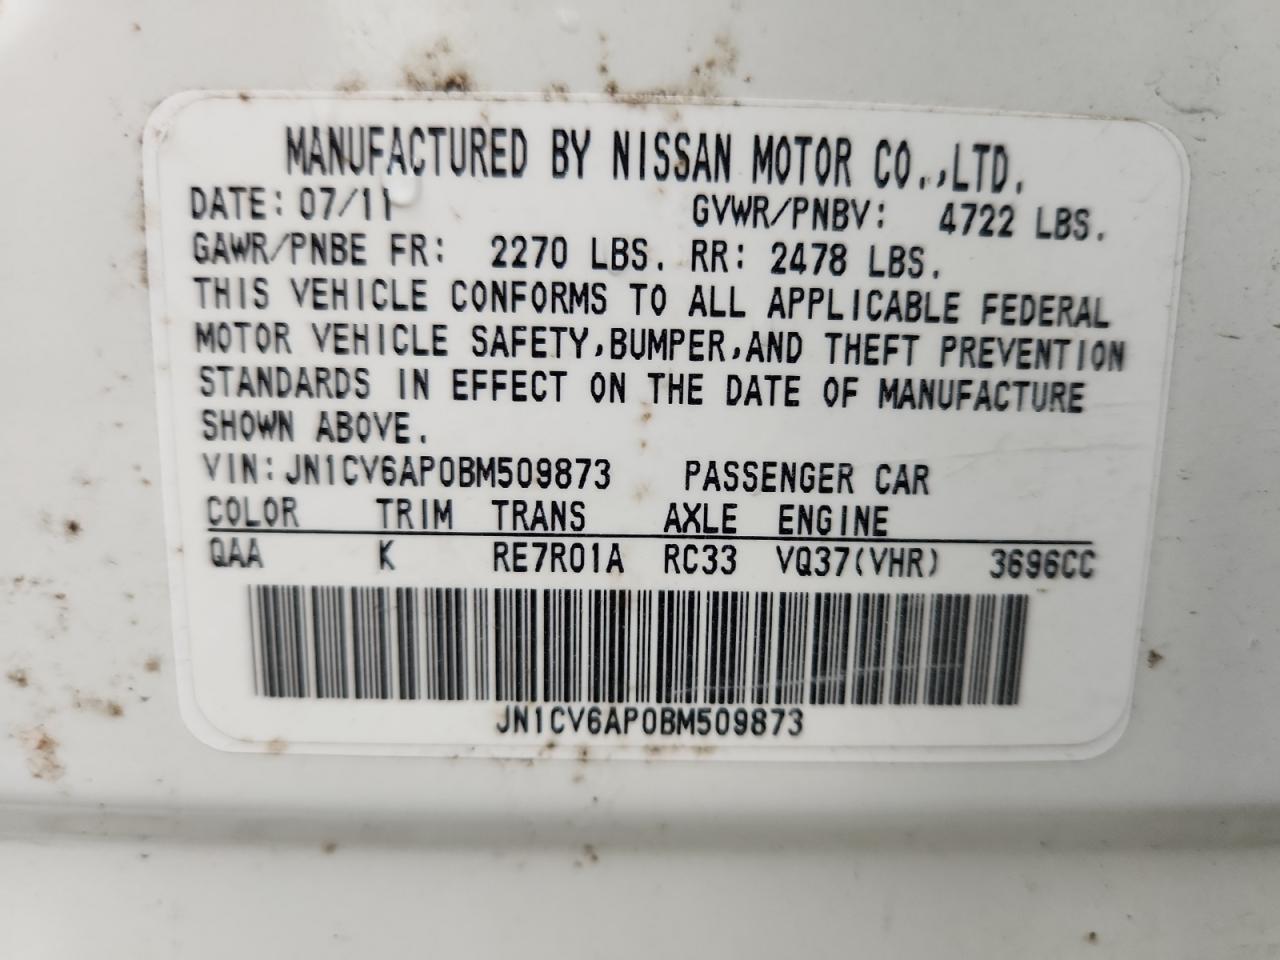 MANUFACTURED BY NISSAN MOTOR CO.,LTD.
DATE: 07/11 GVWR/PNBV: 4722 LBS.
GAWR/PNBE FR: 2270 LBS. RR: 2478 LBS.
THIS VEHICLE CONFORMS TO ALL APPLICABLE FEDERAL
MOTOR VEHICLE SAFETY,BUMPER,AND THEFT PREVENTION
STANDARDS IN EFFECT ON THE DATE OF MANUFACTURE
SHOWN ABOVE.
VIN: JN1CV6AP0BM509873 PASSENGER CAR
COLOR TRIM TRANS AXLE ENGINE
QAA K RE7R01A RC33 VQ37(VHR) 3696CC
JN1CV6AP0BM509873